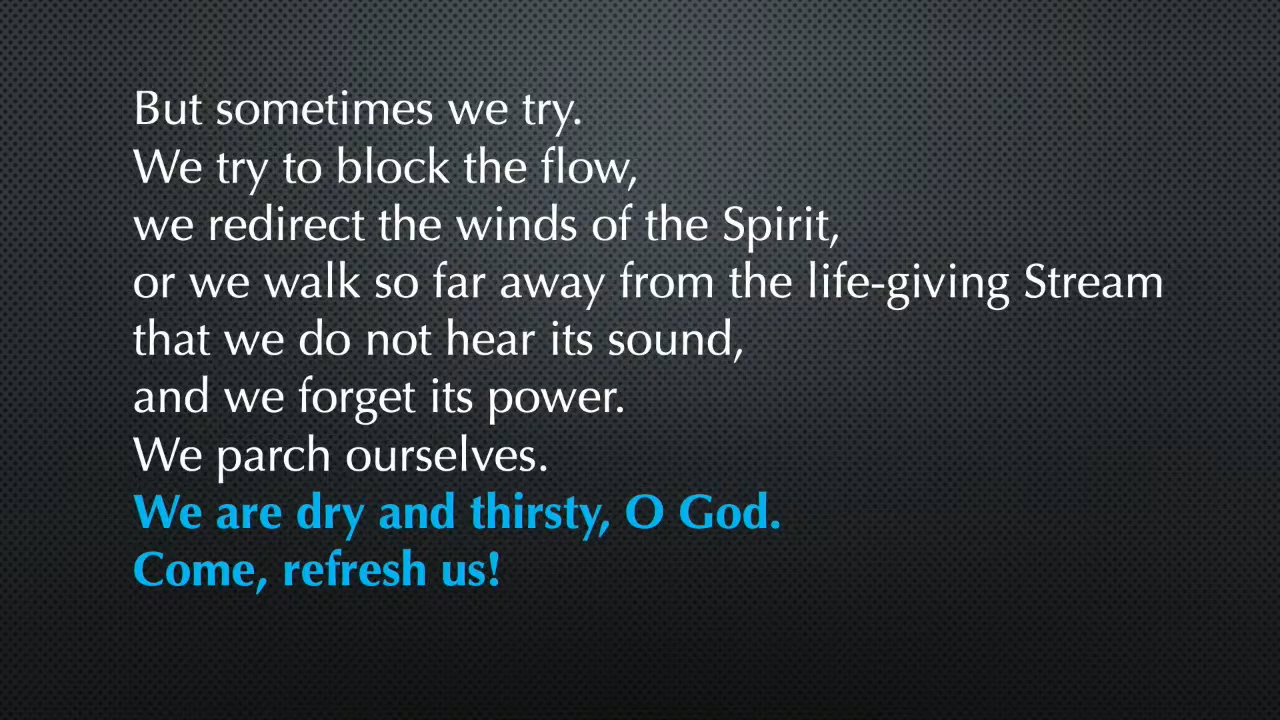 But sometimes we try.
We try to block the flow,
we redirect the winds of the Spirit,
or we walk so far away from the life-giving Stream
that we do not hear its sound,
and we forget its power.
We parch ourselves.
We are dry and thirsty, O God.
Come, refresh us!